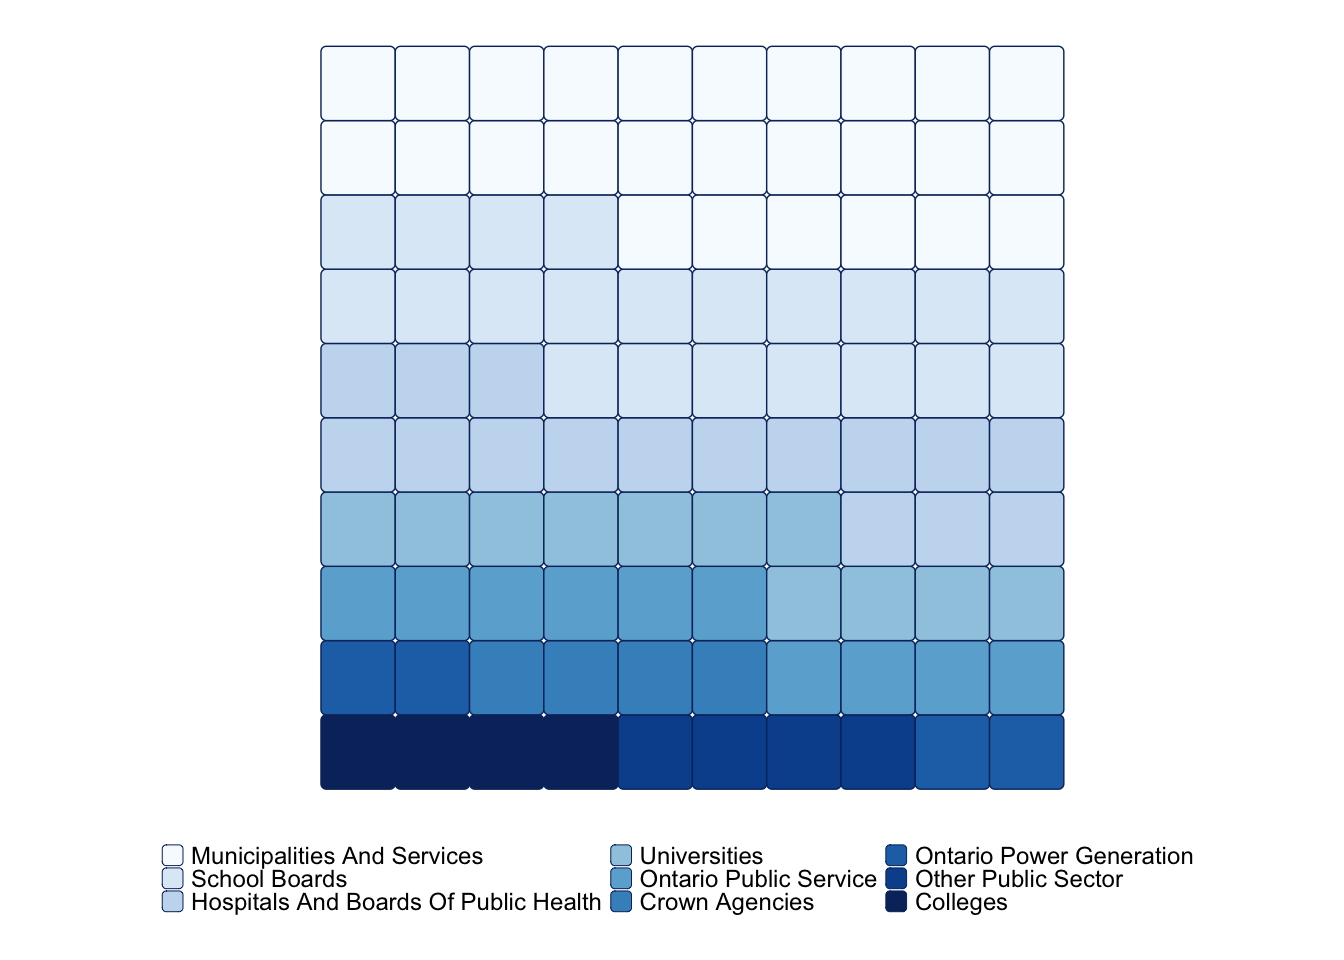 Municipalities And Services
School Boards
Hospitals And Boards Of Public Health
Universities
Ontario Public Service
Crown Agencies
Ontario Power Generation
Other Public Sector
Colleges